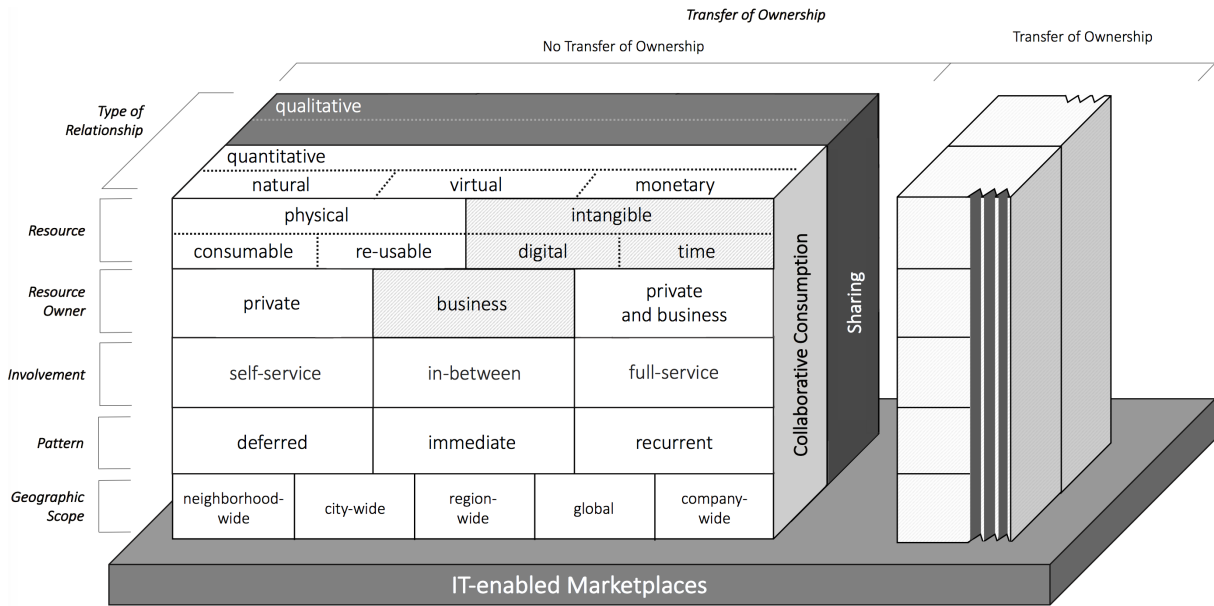 Transfer of Ownership
No Transfer of Ownership
Transfer of Ownership
Type of
Relationship
qualitative
quantitative
natural
virtual
monetary
Resource
physical
intangible
consumable
re-usable
digital
time
Resource
Owner
private
business
private
and business
Involvement
self-service
in-between
full-service
Pattern
deferred
immediate
recurrent
Geographic
Scope
neighborhood-
wide
city-wide
region-
wide
global
company-
wide
Collaborative Consumption
Sharing
IT-enabled Marketplaces